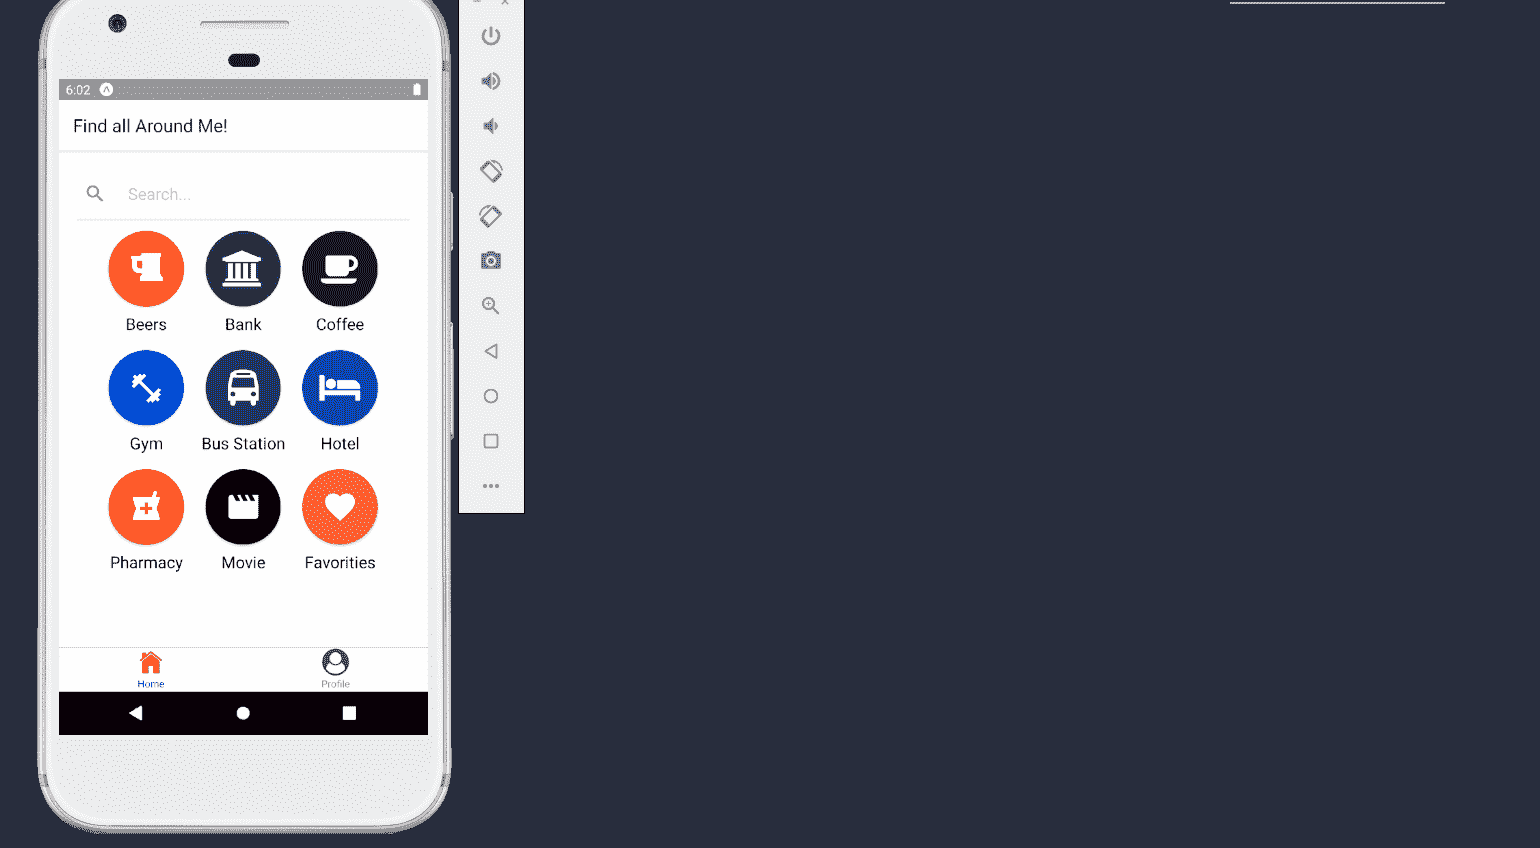 6:02
Find all Around Me!
Search...
Beers Bank Coffee
Gym Bus Station Hotel
Pharmacy Movie Favorities
Home Profile